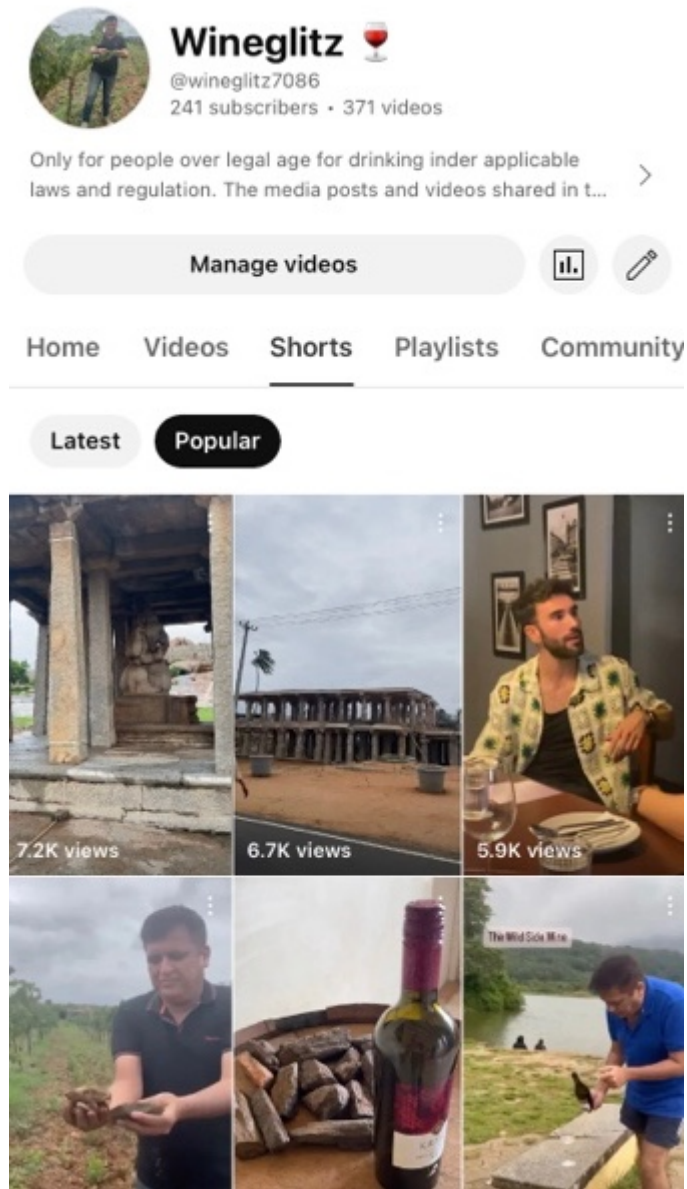 Wineglitz 🍷
@wineglitz7086
241 subscribers • 371 videos
Only for people over legal age for drinking inder applicable
laws and regulation. The media posts and videos shared in t...
Manage videos
Home Videos Shorts Playlists Community
Latest Popular
7.2K views 6.7K views 5.9K views
The Wild Side Wine